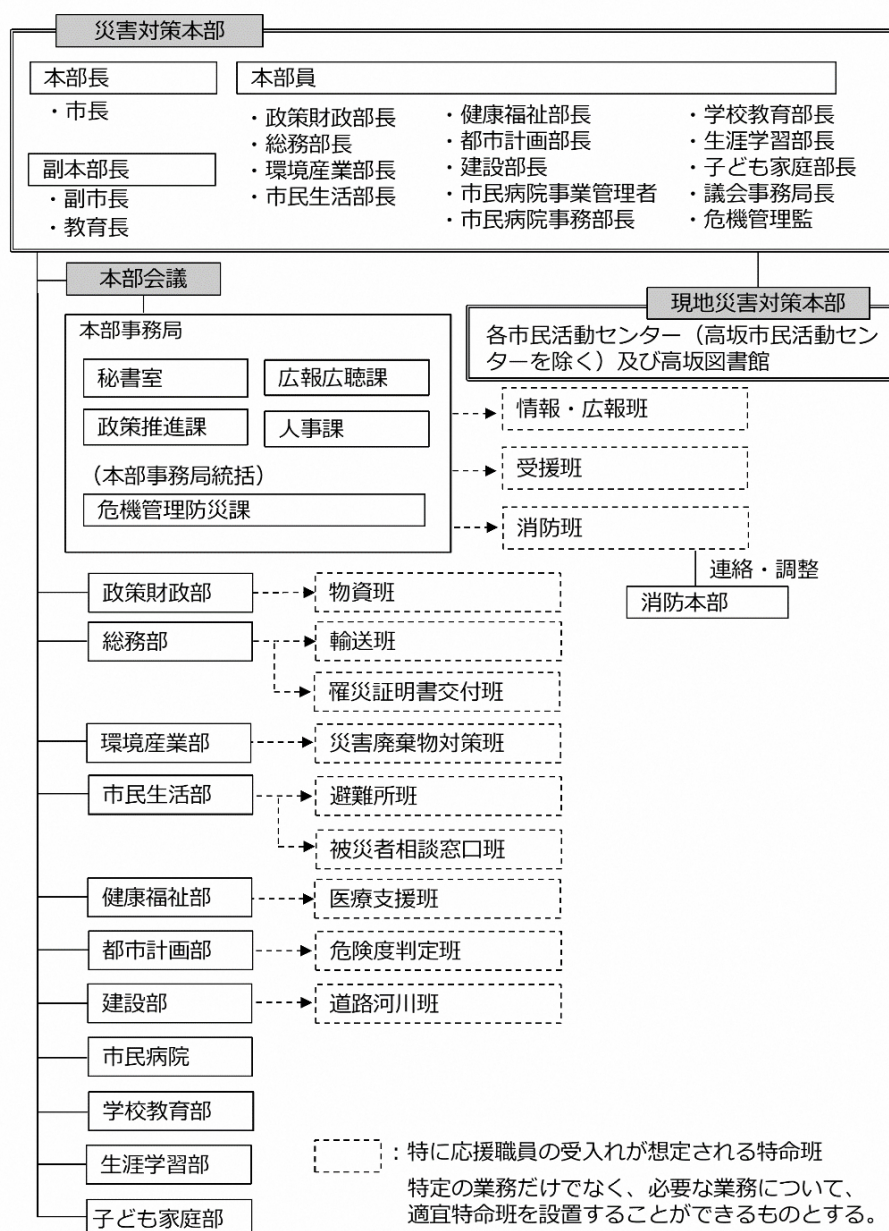 災害対策本部
本部長
・市長
副本部長
・副市長
・教育長
本部員
・政策財政部長
・総務部長
・環境産業部長
・市民生活部長
・健康福祉部長
・都市計画部長
・建設部長
・市民病院事業管理者
・市民病院事務部長
・学校教育部長
・生涯学習部長
・子ども家庭部長
・議会事務局長
・危機管理監
本部会議
現地災害対策本部
各市民活動センター（高坂市民活動セン
ターを除く）及び高坂図書館
本部事務局
秘書室
広報広聴課
政策推進課
人事課
（本部事務局統括）
危機管理防災課
情報・広報班
受援班
消防班
連絡・調整
消防本部
政策財政部
物資班
総務部
輸送班
罹災証明書交付班
環境産業部
災害廃棄物対策班
市民生活部
避難所班
被災者相談窓口班
健康福祉部
医療支援班
都市計画部
危険度判定班
建設部
道路河川班
市民病院
学校教育部
生涯学習部
子ども家庭部
：特に応援職員の受入れが想定される特命班
特定の業務だけでなく、必要な業務について、
適宜特命班を設置することができるものとする。